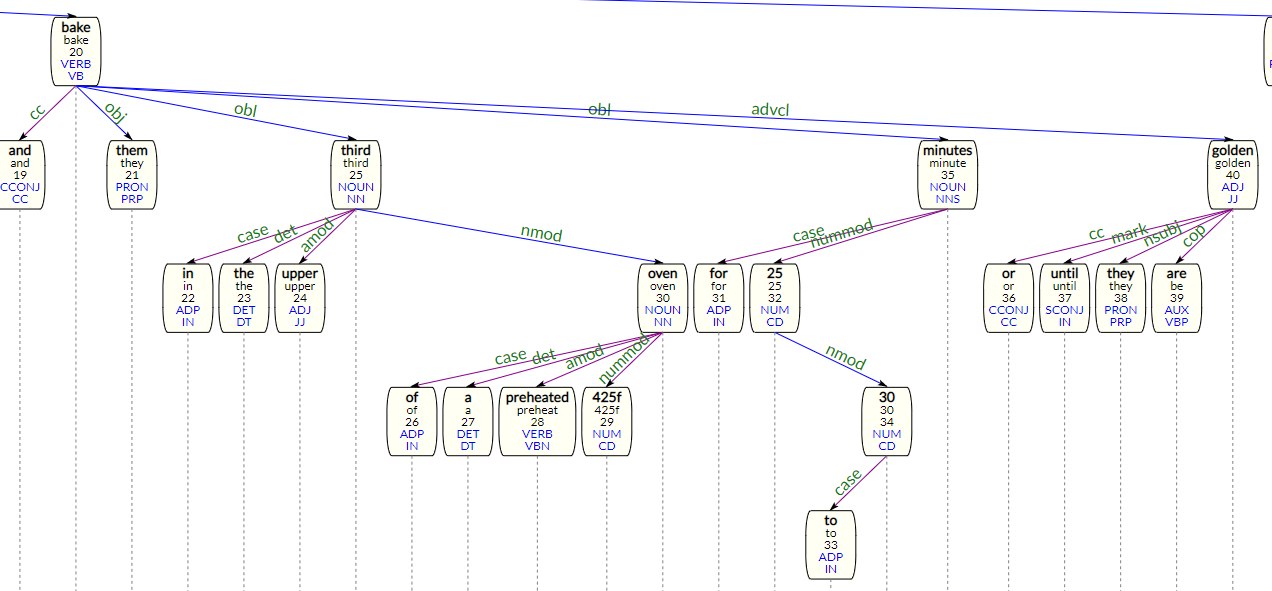 bake
bake
20
VERB
VB
cc
obj
obl
obl
advcl
and
and
19
CCONJ
CC
them
they
21
PRON
PRP
third
third
25
NOUN
NN
minutes
minute
35
NOUN
NNS
golden
golden
40
ADJ
JJ
case
det
amod
nmod
case
nummod
cc
mark
nsubj
cop
in
in
22
ADP
IN
the
the
23
DET
DT
upper
upper
24
ADJ
JJ
oven
oven
30
NOUN
NN
for
for
31
ADP
IN
25
25
32
NUM
CD
or
or
36
CCONJ
CC
until
until
37
SCONJ
IN
they
they
38
PRON
PRP
are
be
39
AUX
VBP
case
det
amod
nummod
nmod
of
of
26
ADP
IN
a
a
27
DET
DT
preheated
preheat
28
VERB
VBN
425f
425f
29
NUM
CD
30
30
34
NUM
CD
case
to
to
33
ADP
IN